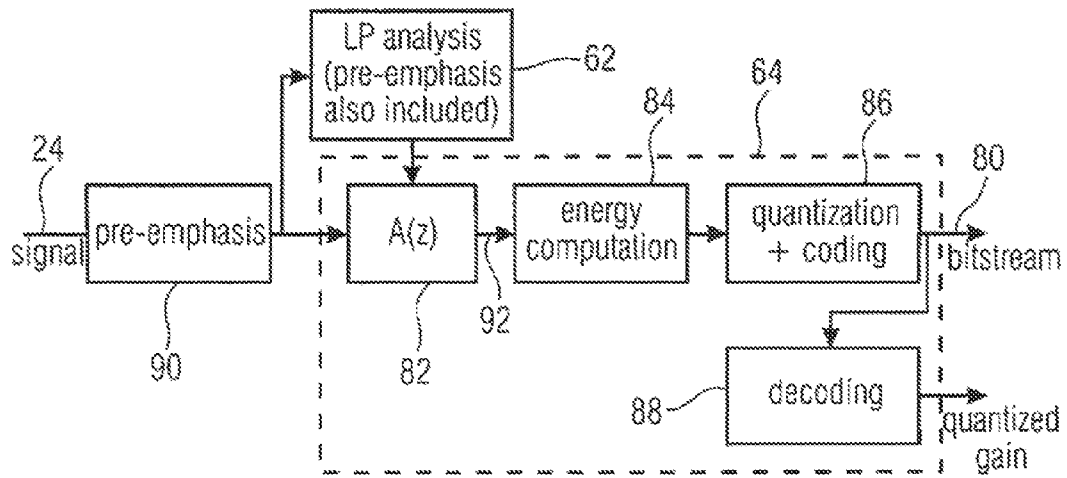 LP analysis
(pre-emphasis
also included)
62
64
84
86
24
80
signal
pre-emphasis
A(z)
energy
computation
quantization
+ coding
bitstream
92
90
82
88
decoding
quantized
gain